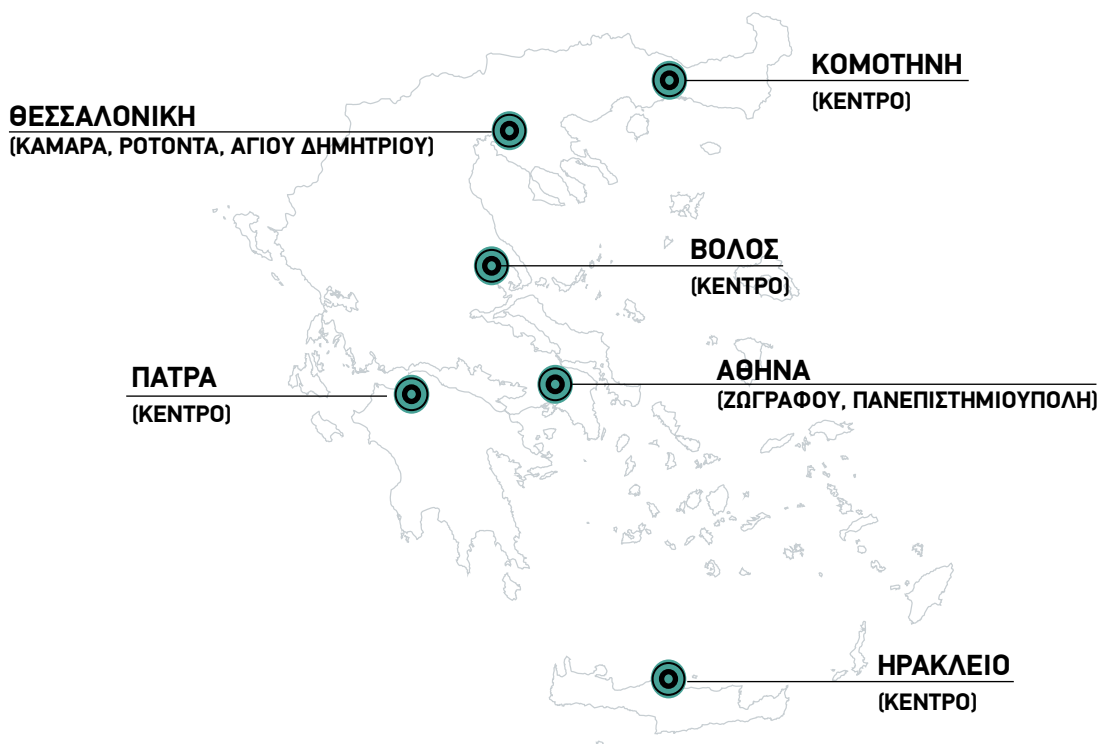 ΚΟΜΟΤΗΝΗ
(ΚΕΝΤΡΟ)
ΘΕΣΣΑΛΟΝΙΚΗ
(ΚΑΜΑΡΑ, ΡΟΤΟΝΤΑ, ΑΓΙΟΥ ΔΗΜΗΤΡΙΟΥ)
ΒΟΛΟΣ
(ΚΕΝΤΡΟ)
ΠΑΤΡΑ
(ΚΕΝΤΡΟ)
ΑΘΗΝΑ
(ΖΩΓΡΑΦΟΥ, ΠΑΝΕΠΙΣΤΗΜΙΟΥΠΟΛΗ)
ΗΡΑΚΛΕΙΟ
(ΚΕΝΤΡΟ)